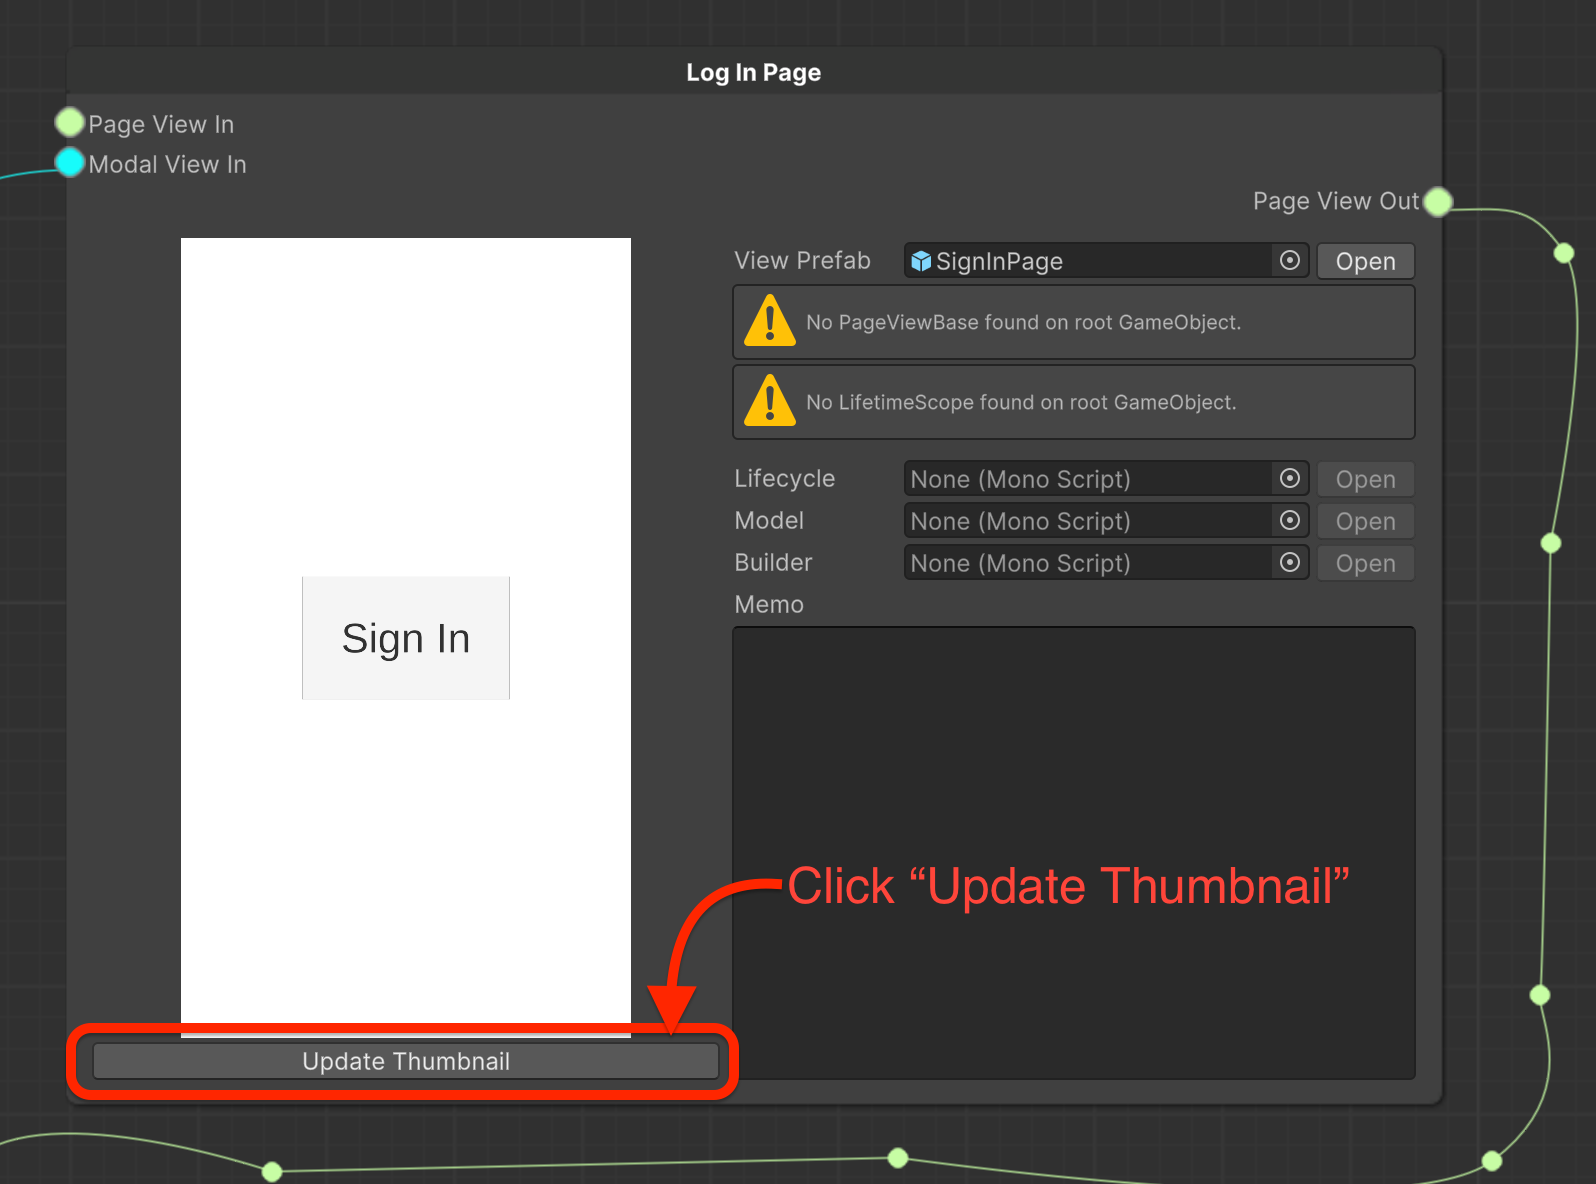 Log In Page
Page View In
Modal View In
Page View Out
View Prefab SignInPage Open
No PageViewBase found on root GameObject.
No LifetimeScope found on root GameObject.
Lifecycle None (Mono Script) Open
Model None (Mono Script) Open
Builder None (Mono Script) Open
Memo
Sign In
Click “Update Thumbnail”
Update Thumbnail